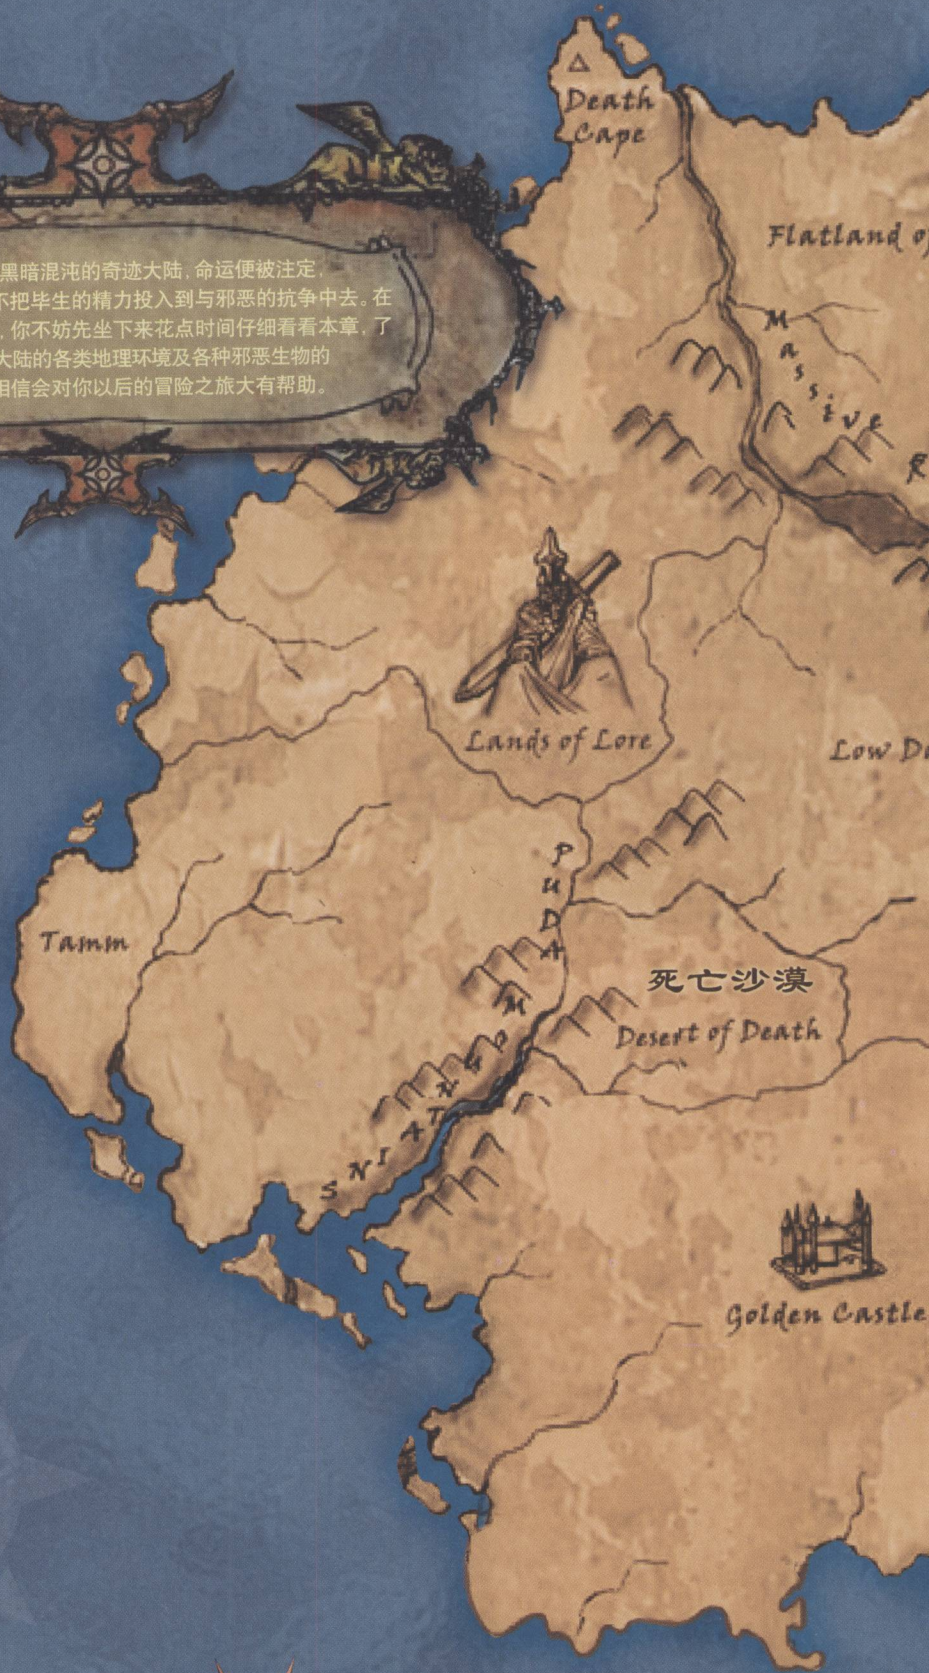 Death
Cape
Flatland of
黑暗混沌的奇迹大陆，命运便被注定，
不把毕生的精力投入到与邪恶的抗争中去。在
，你不妨先坐下来花点时间仔细看看本章，了
大陆的各类地理环境及各种邪恶生物的
相信会对你以后的冒险之旅大有帮助。
Massive
R
Lands of Lore
Low Do
PUDA
Tamm
死亡沙漠
Desert of Death
SNIAT
Golden Castle